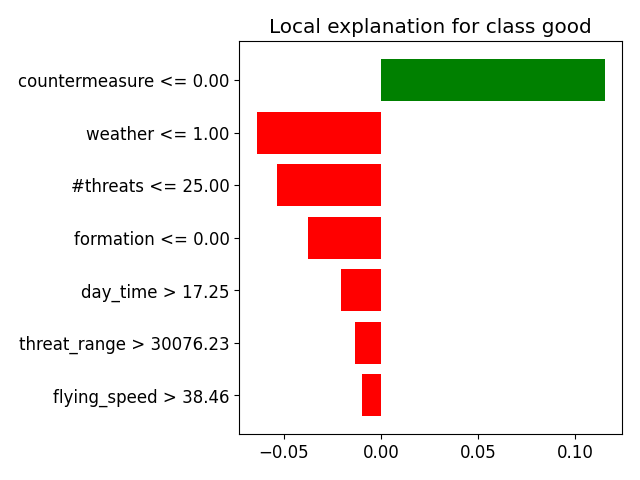 Local explanation for class good
countermeasure <= 0.00
weather <= 1.00
#threats <= 25.00
formation <= 0.00
day_time > 17.25
threat_range > 30076.23
flying_speed > 38.46
−0.05 0.00 0.05 0.10